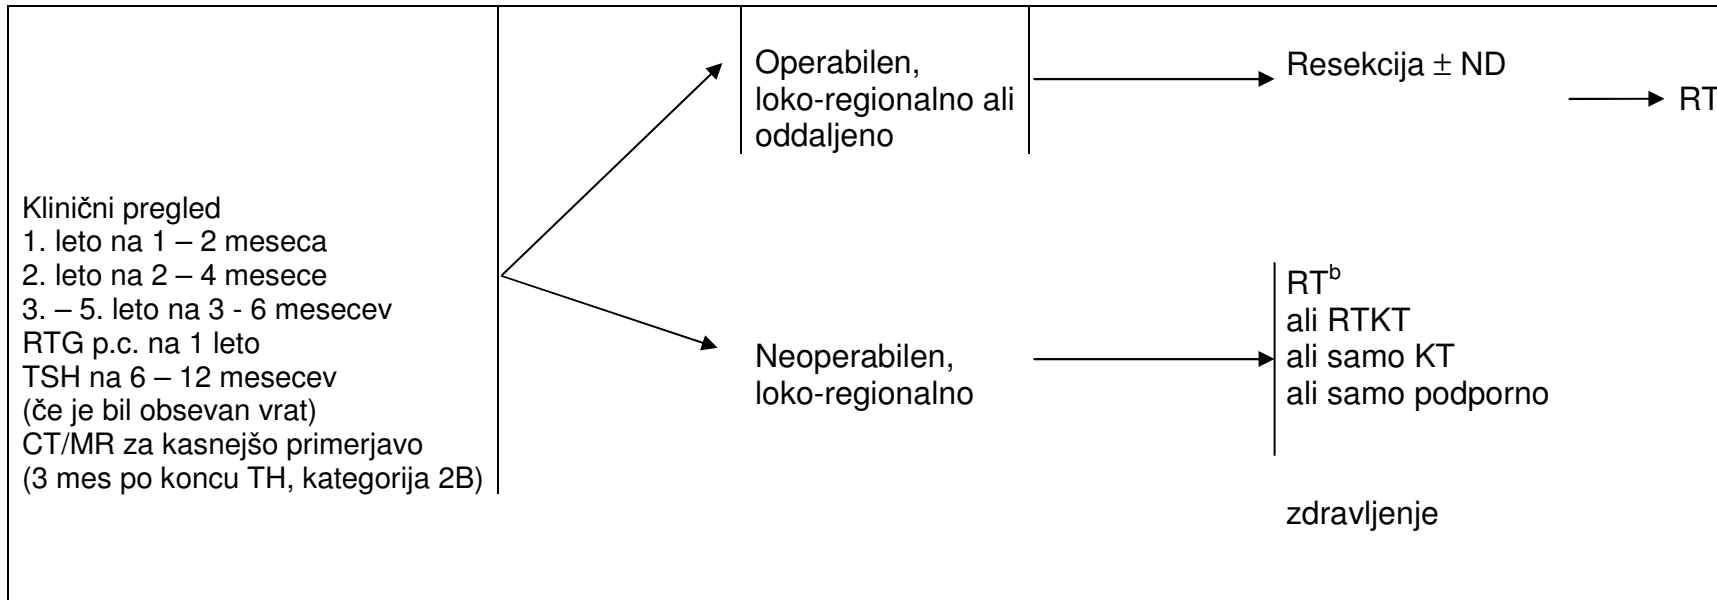 Klinični pregled
1. leto na 1 – 2 meseca
2. leto na 2 – 4 mesece
3. – 5. leto na 3 - 6 mesecev
RTG p.c. na 1 leto
TSH na 6 – 12 mesecev
(če je bil obsevan vrat)
CT/MR za kasnejšo primerjavo
(3 mes po koncu TH, kategorija 2B)
Operabilen,
loko-regionalno ali
oddaljeno
Resekcija ± ND
RT
Neoperabilen,
loko-regionalno
RTᵇ
ali RTKT
ali samo KT
ali samo podporno
zdravljenje